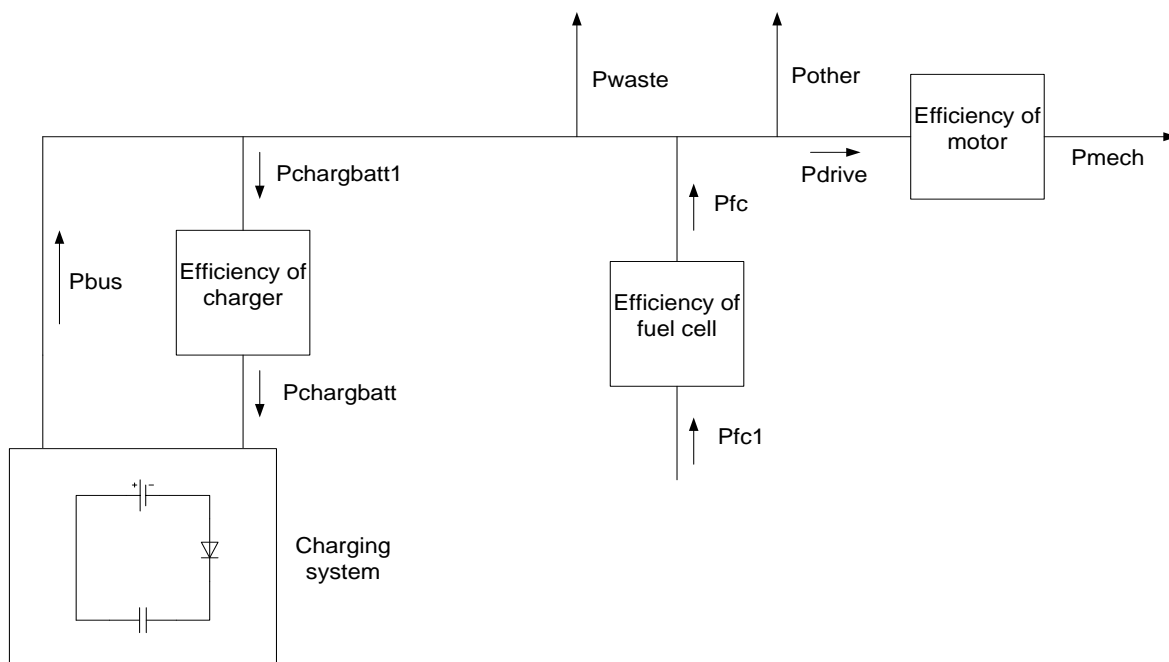 Pwaste
Pother
Efficiency of
motor
Pmech
Pdrive
Pchargbatt1
Pfc
Pbus
Efficiency of
charger
Efficiency of
fuel cell
Pchargbatt
Pfc1
+ -
Charging
system